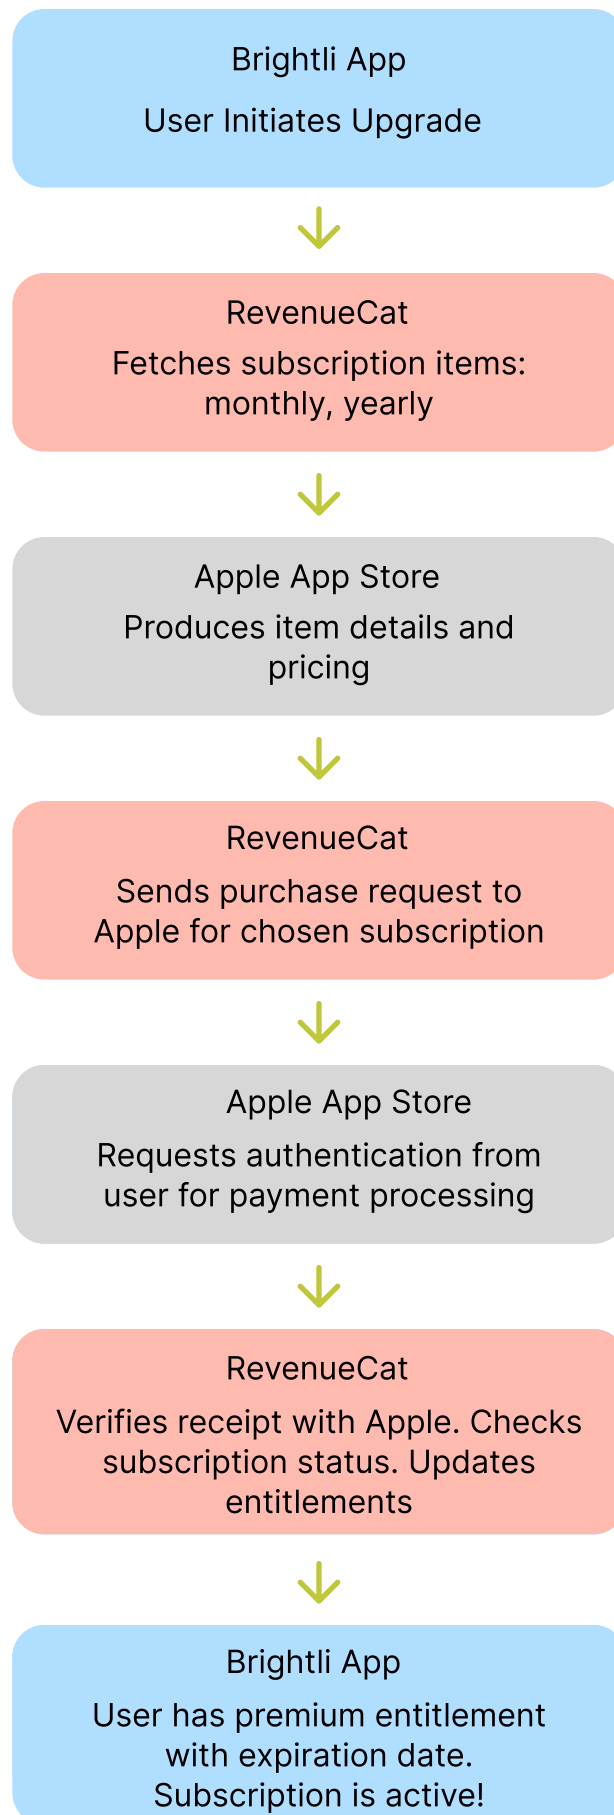 Brightli App
User Initiates Upgrade
RevenueCat
Fetches subscription items:
monthly, yearly
Apple App Store
Produces item details and
pricing
RevenueCat
Sends purchase request to
Apple for chosen subscription
Apple App Store
Requests authentication from
user for payment processing
RevenueCat
Verifies receipt with Apple. Checks
subscription status. Updates
entitlements
Brightli App
User has premium entitlement
with expiration date.
Subscription is active!